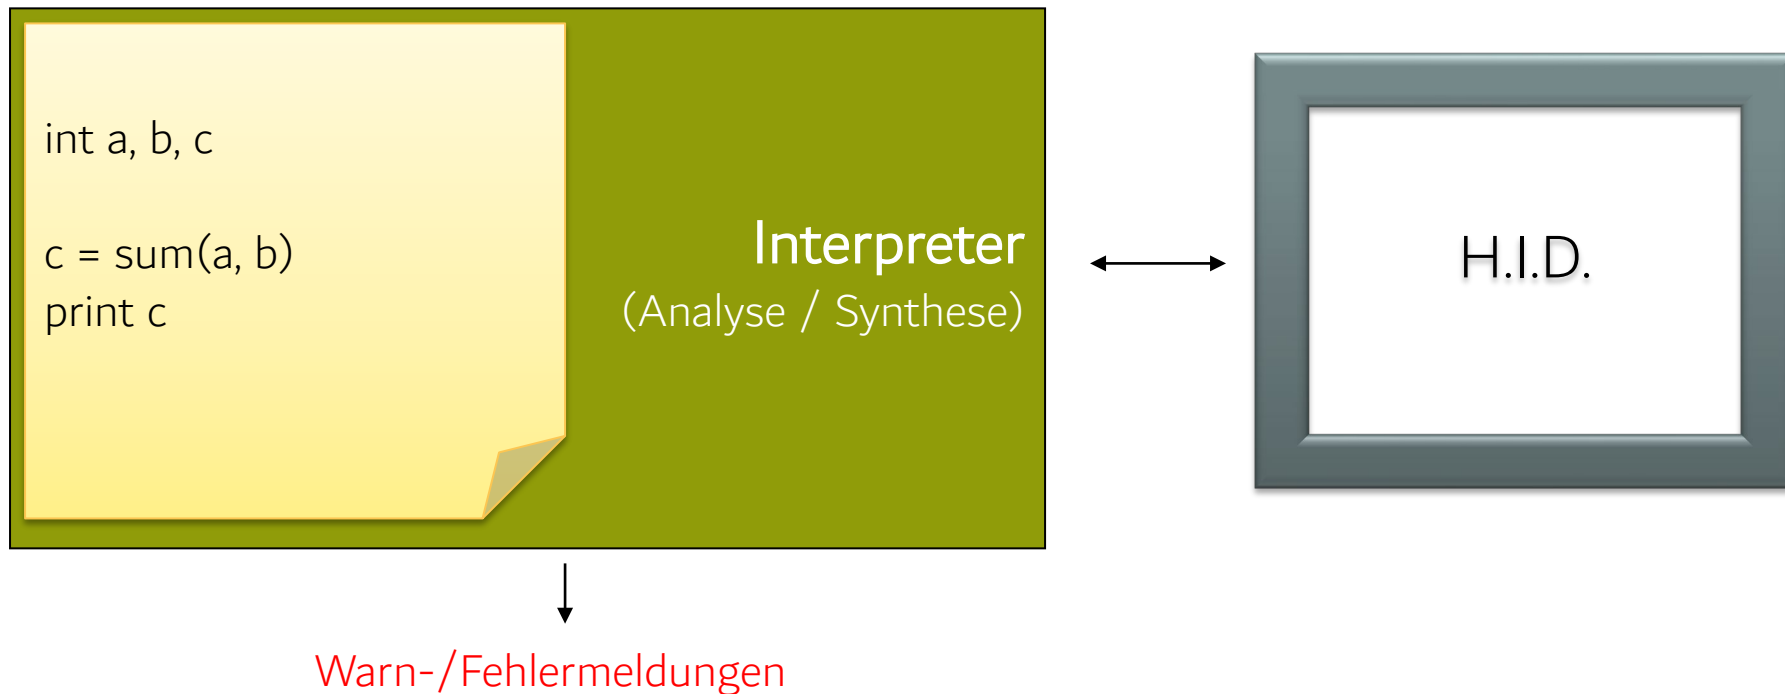 int a, b, c
c = sum(a, b)
print c
Interpreter
(Analyse / Synthese)
H.I.D.
Warn-/Fehlermeldungen